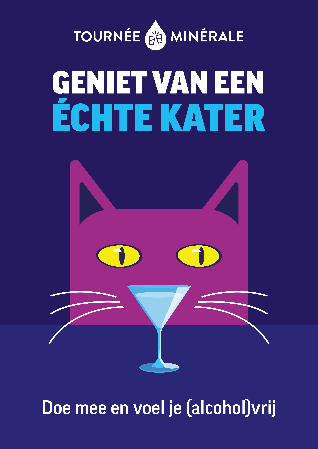 TOURNÉE MINÉRALE
GENIET VAN EEN
ÉCHTE KATER
Doe mee en voel je (alcohol)vrij